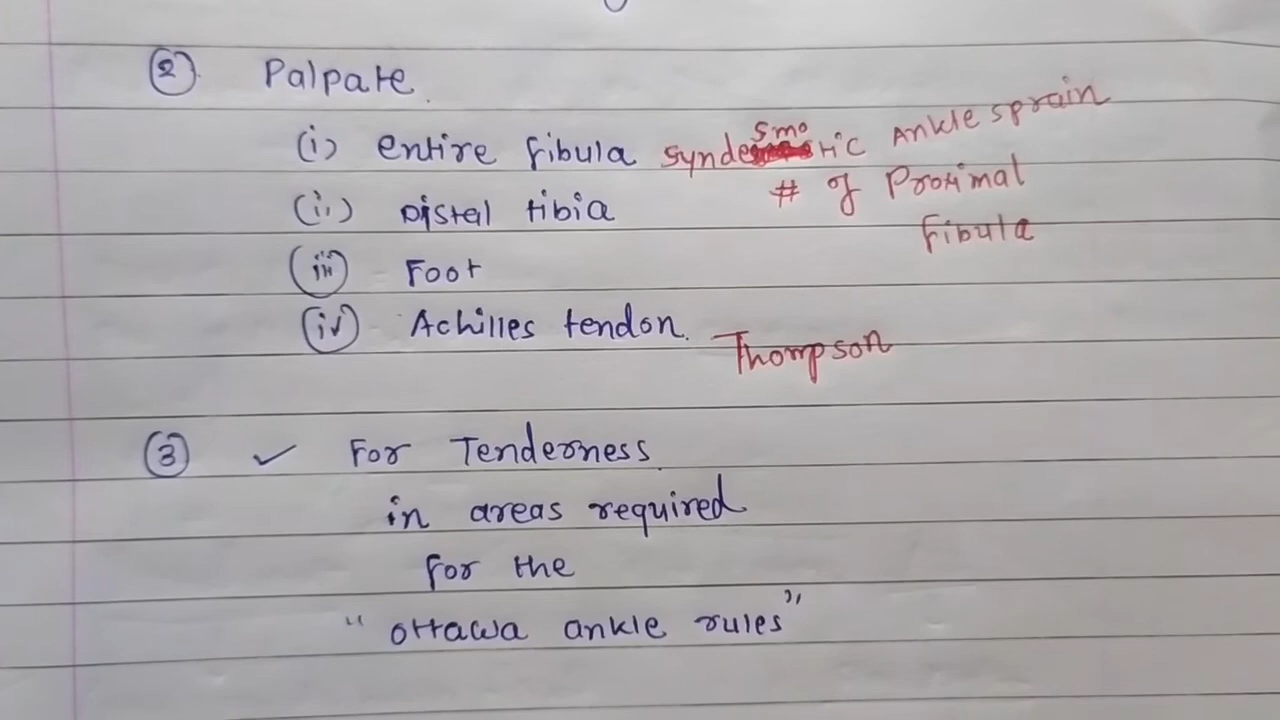 (2) Palpate.
(i) entire fibula syndesmotic Ankle sprain
# of Proximal
(ii) Distal tibia
fibula
(iii) Foot
(iv) Achilles tendon. Thompson
(3) ✓ For Tenderness
in areas required
for the
"ottawa ankle rules"